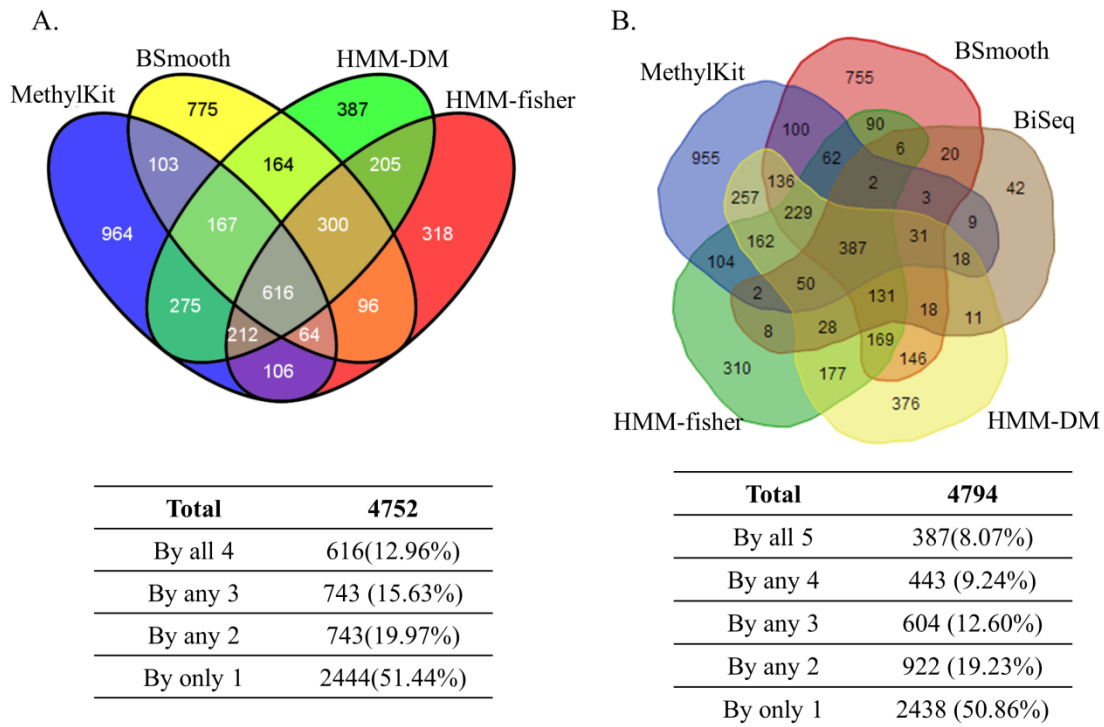 A.
BSmooth
HMM-DM
MethylKit
HMM-fisher
775
387
103
164
205
964
167
300
318
275
616
96
212
64
106
Total 4752
By all 4 616(12.96%)
By any 3 743 (15.63%)
By any 2 743(19.97%)
By only 1 2444(51.44%)
B.
BSmooth
MethylKit
755
BiSeq
100
90
955
62
6
20
42
136
2
3
257
229
9
162
387
31
18
104
50
2
131
18
11
8
28
169
310
177
146
376
HMM-fisher
HMM-DM
Total 4794
By all 5 387(8.07%)
By any 4 443 (9.24%)
By any 3 604 (12.60%)
By any 2 922 (19.23%)
By only 1 2438 (50.86%)